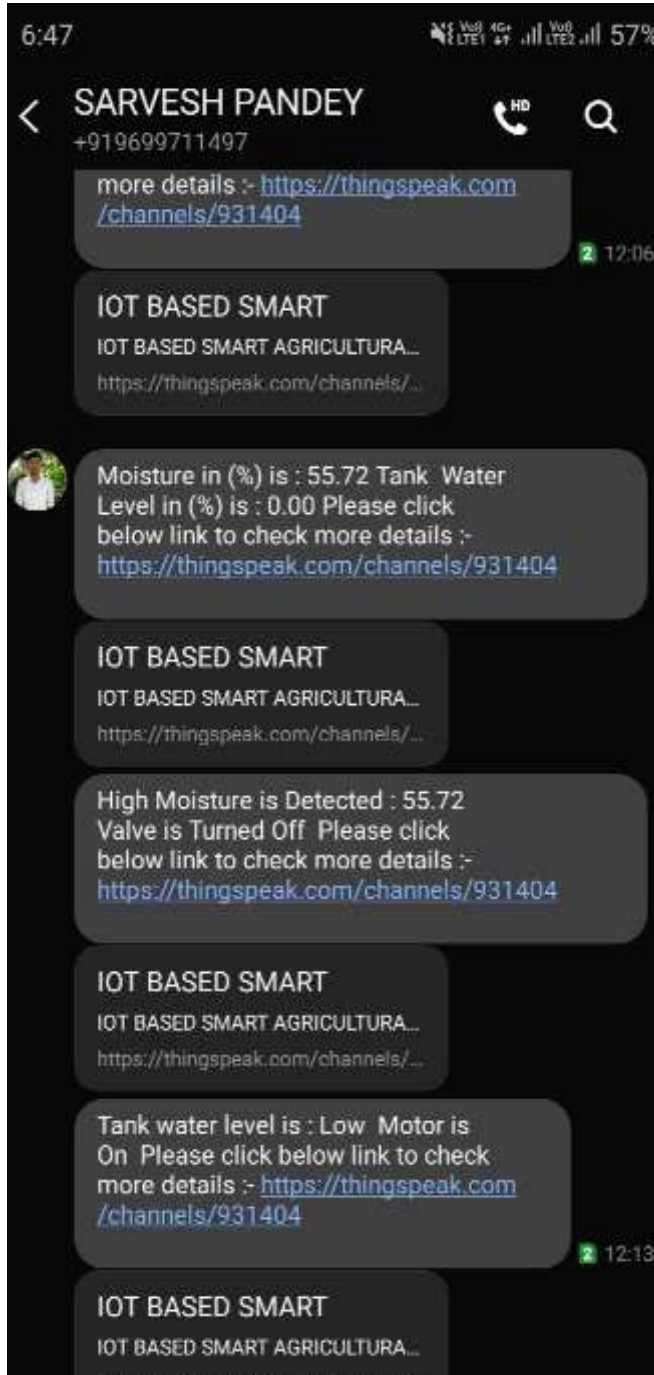 6:47 Vo)) LTE1 4G+ Vo)) LTE2 57%
SARVESH PANDEY HD
+919699711497
more details :- https://thingspeak.com
/channels/931404
2 12:06
IOT BASED SMART
IOT BASED SMART AGRICULTURA...
https://thingspeak.com/channels/...
Moisture in (%) is : 55.72 Tank  Water
Level in (%) is : 0.00 Please click
below link to check more details :-
https://thingspeak.com/channels/931404
IOT BASED SMART
IOT BASED SMART AGRICULTURA...
https://thingspeak.com/channels/...
High Moisture is Detected : 55.72
Valve is Turned Off  Please click
below link to check more details :-
https://thingspeak.com/channels/931404
IOT BASED SMART
IOT BASED SMART AGRICULTURA...
https://thingspeak.com/channels/...
Tank water level is : Low  Motor is
On  Please click below link to check
more details :- https://thingspeak.com
/channels/931404
2 12:13
IOT BASED SMART
IOT BASED SMART AGRICULTURA...